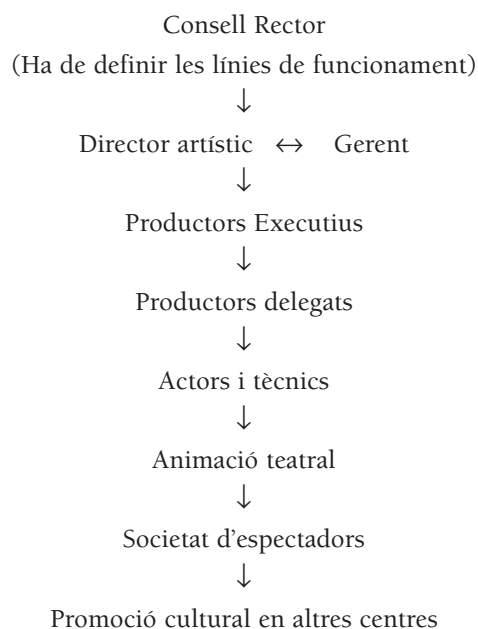 Consell Rector
(Ha de definir les línies de funcionament)
↓
Director artístic ↔ Gerent
↓
Productors Executius
↓
Productors delegats
↓
Actors i tècnics
↓
Animació teatral
↓
Societat d'espectadors
↓
Promoció cultural en altres centres